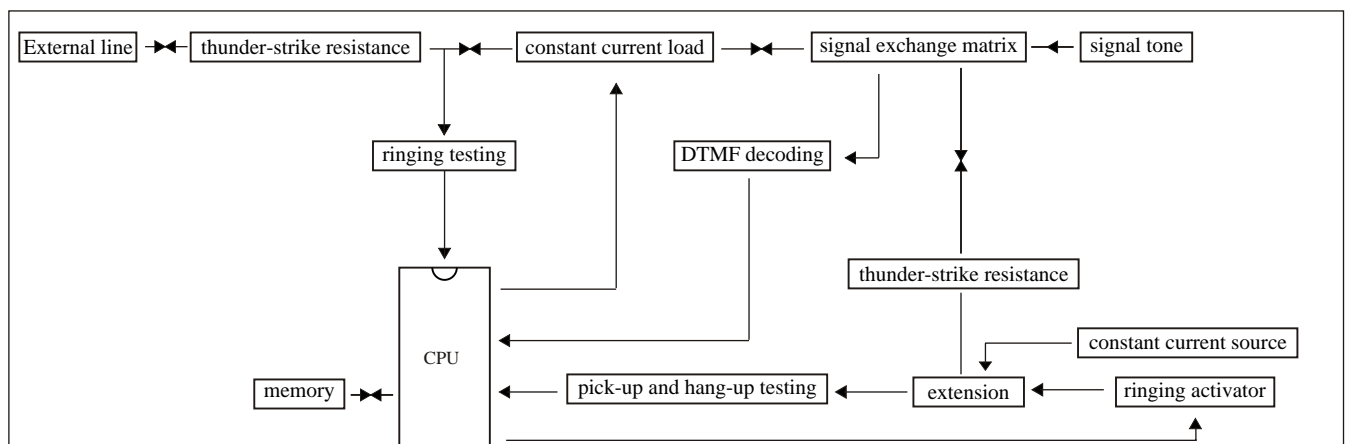 External line
thunder-strike resistance
constant current load
signal exchange matrix
signal tone
ringing testing
DTMF decoding
thunder-strike resistance
constant current source
CPU
memory
pick-up and hang-up testing
extension
ringing activator